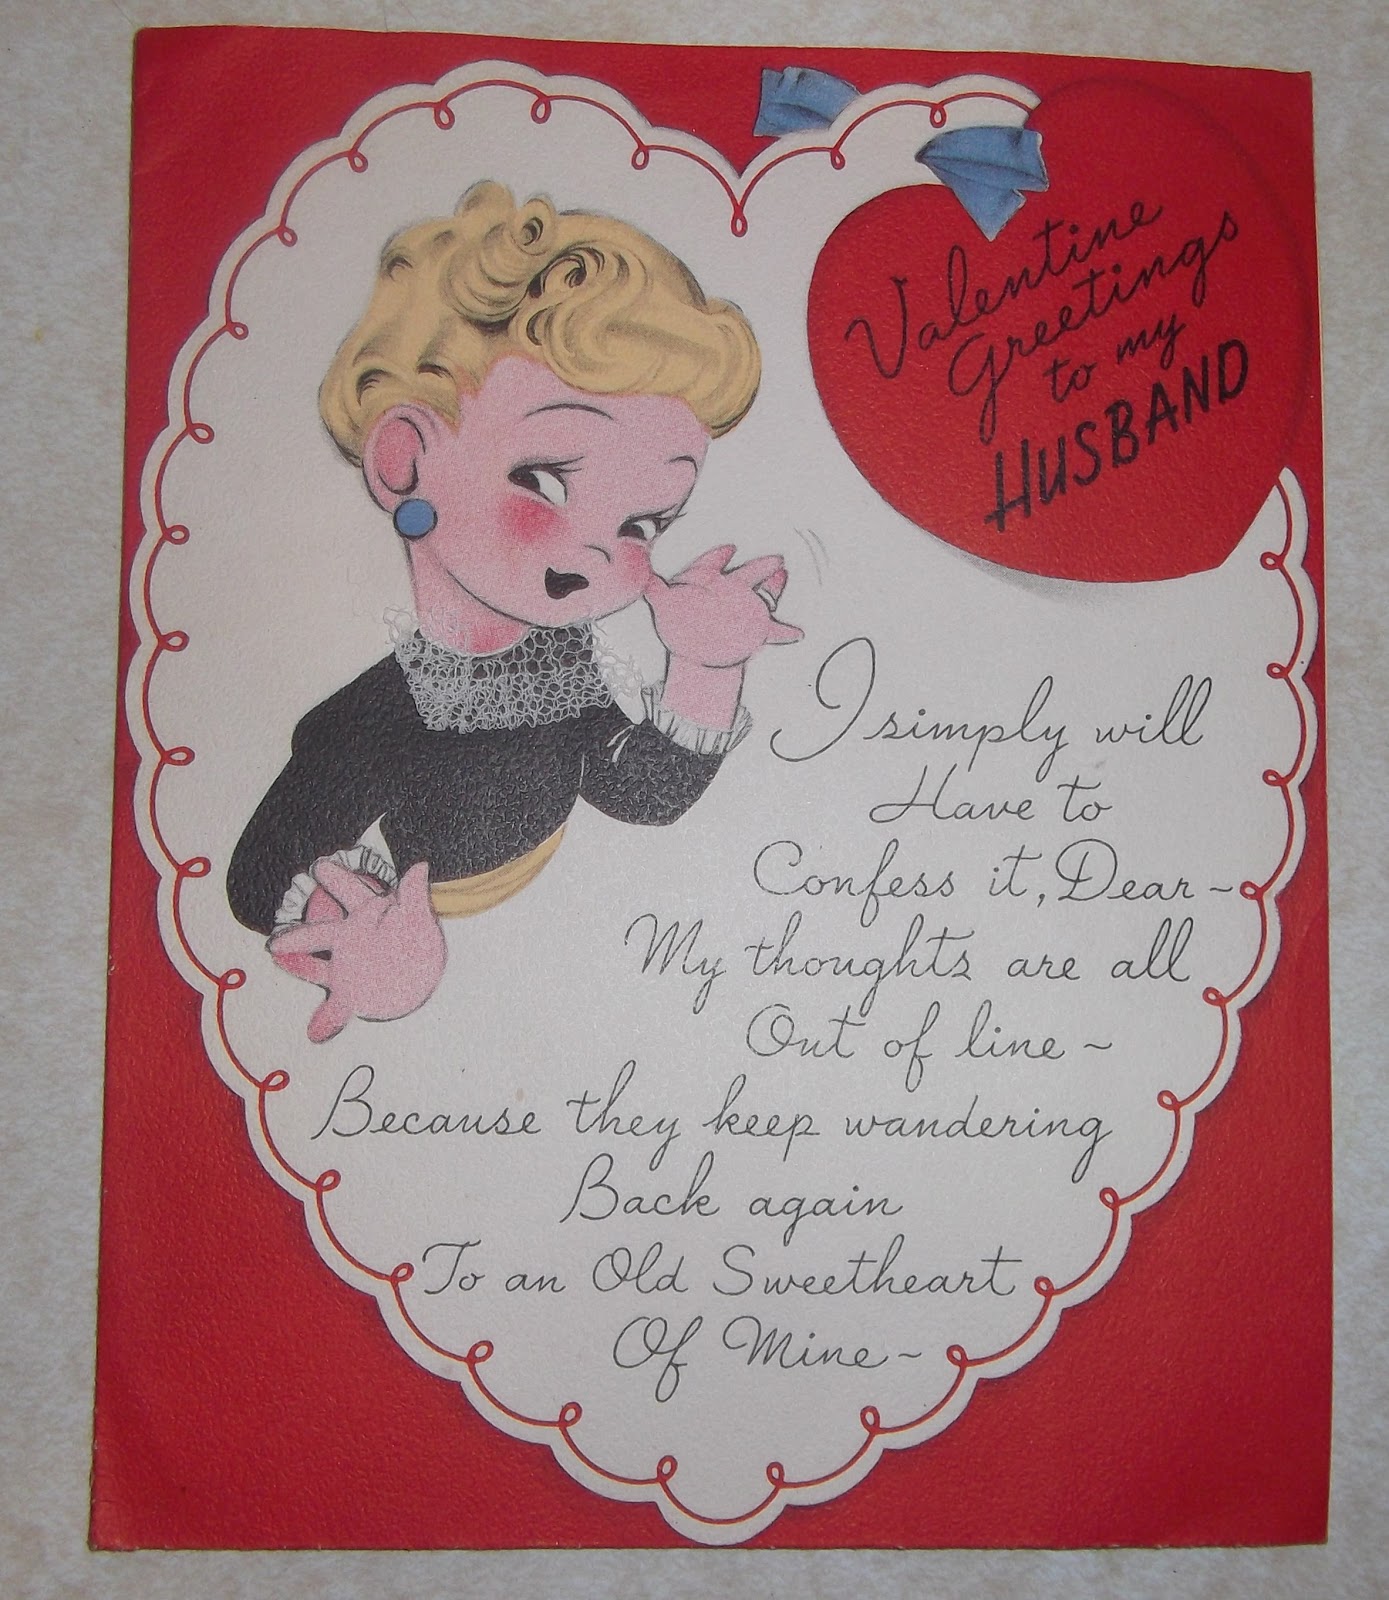 Valentine
Greetings
to my
HUSBAND
I simply will
Have to
Confess it, Dear ~
My thoughts are all
Out of line ~
Because they keep wandering
Back again
To an Old Sweetheart
Of Mine ~